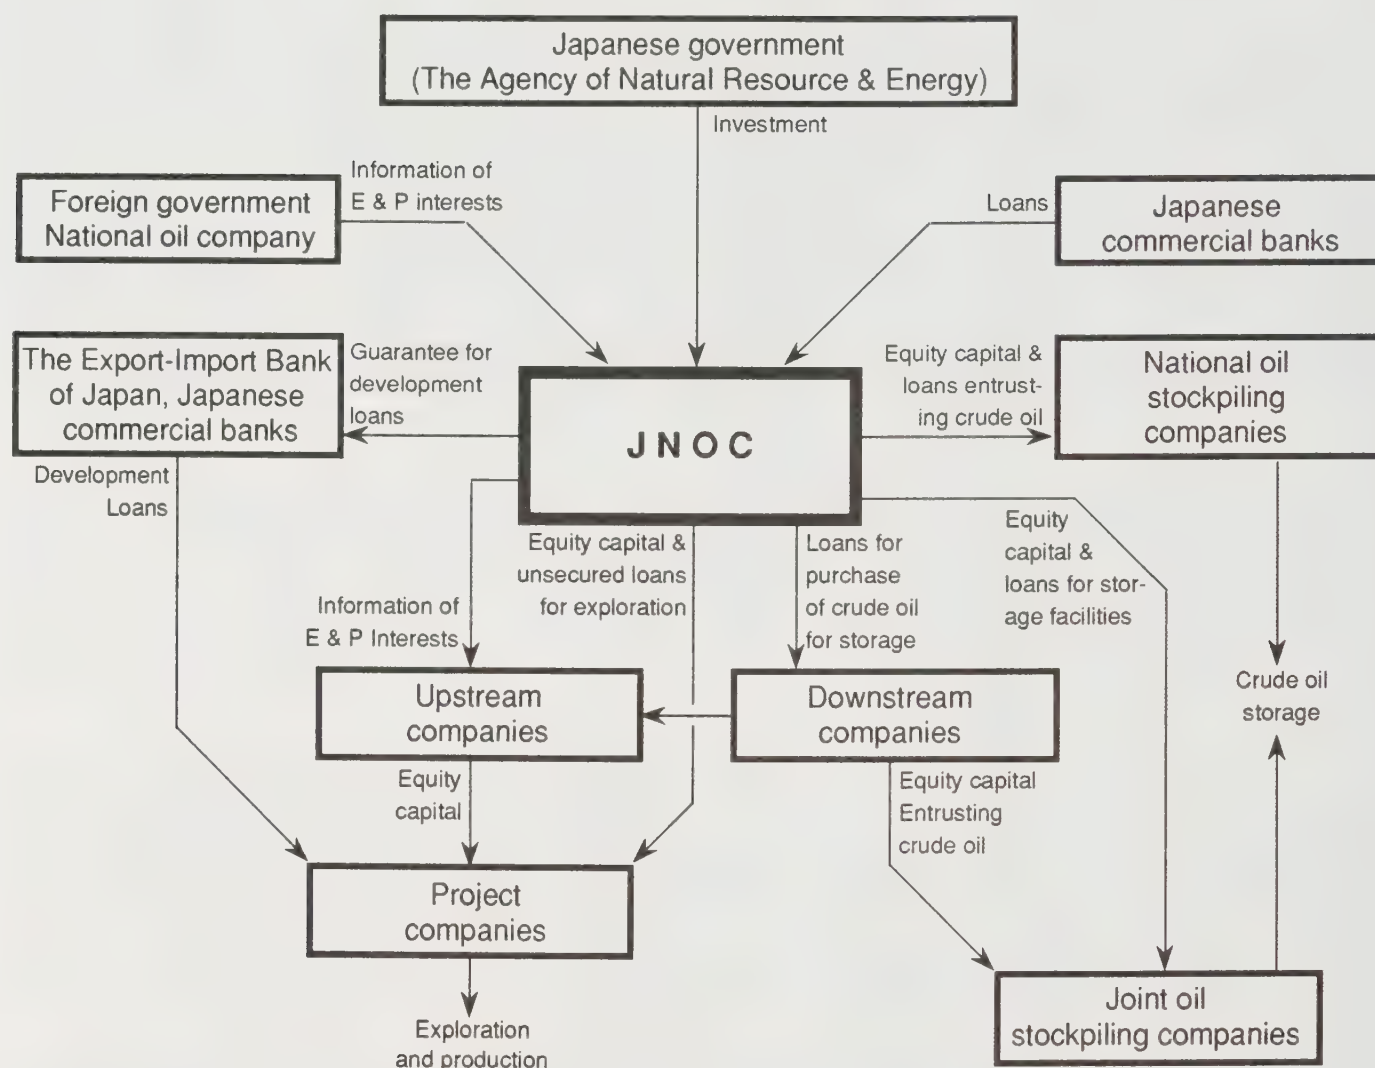 Japanese government
(The Agency of Natural Resource & Energy)
Investment
Information of
E & P interests
Foreign government
National oil company
Loans
Japanese
commercial banks
The Export-Import Bank
of Japan, Japanese
commercial banks
Guarantee for
development
loans
JNOC
Equity capital &
loans entrust-
ing crude oil
National oil
stockpiling
companies
Development
Loans
Information of
E & P Interests
Equity capital &
unsecured loans
for exploration
Loans for
purchase
of crude oil
for storage
Equity
capital &
loans for stor-
age facilities
Upstream
companies
Downstream
companies
Crude oil
storage
Equity
capital
Equity capital
Entrusting
crude oil
Project
companies
Joint oil
stockpiling companies
Exploration
and production